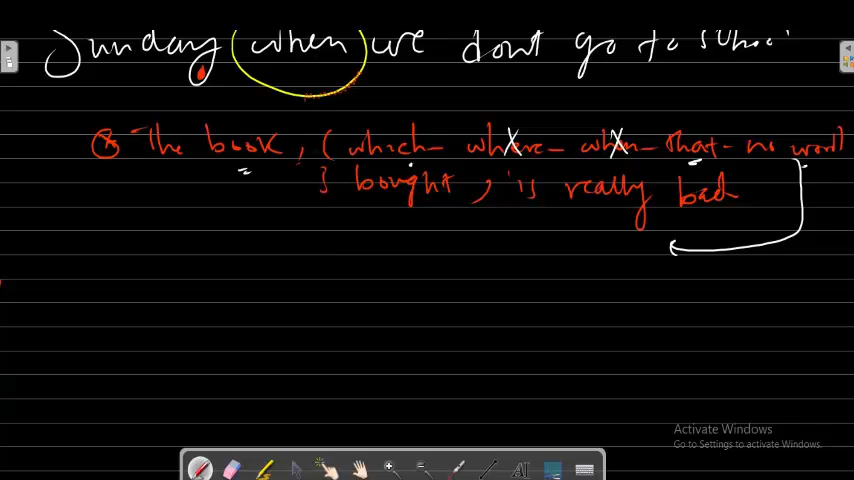 Sunday when we dont go to school
* The book, ( which - where - when - that - no word
I bought, is really bad
Activate Windows
Go to Settings to activate Windows.